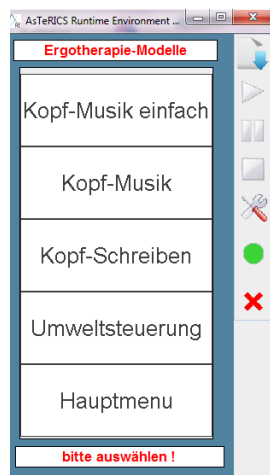 AsTeRICS Runtime Environment ...
Ergotherapie-Modelle
Kopf-Musik einfach
Kopf-Musik
Kopf-Schreiben
Umweltsteuerung
Hauptmenu
bitte auswählen !